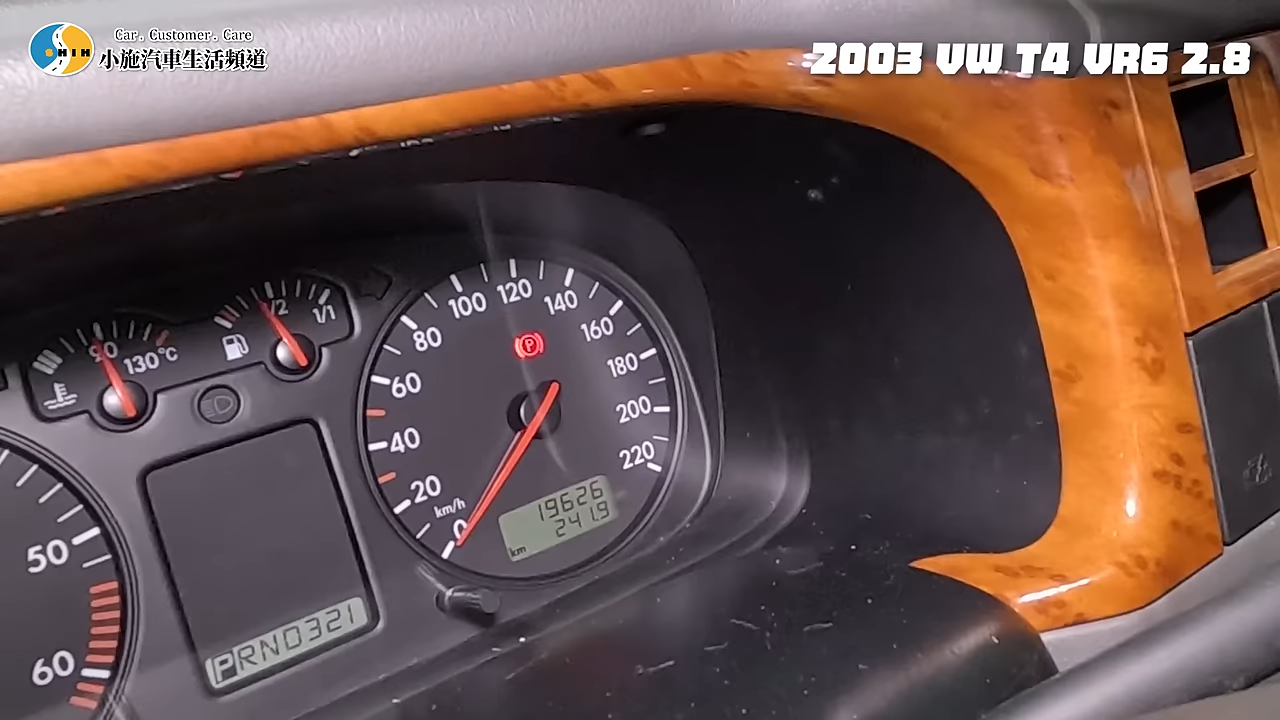 Car. Customer. Care
SHIH
小施汽車生活頻道
2003 VW T4 VR6 2.8
90
130°C
1/2
1/1
50
60
PRND321
0
20
40
60
80
100
120
140
160
180
200
220
km/h
P
19626
241.9
km